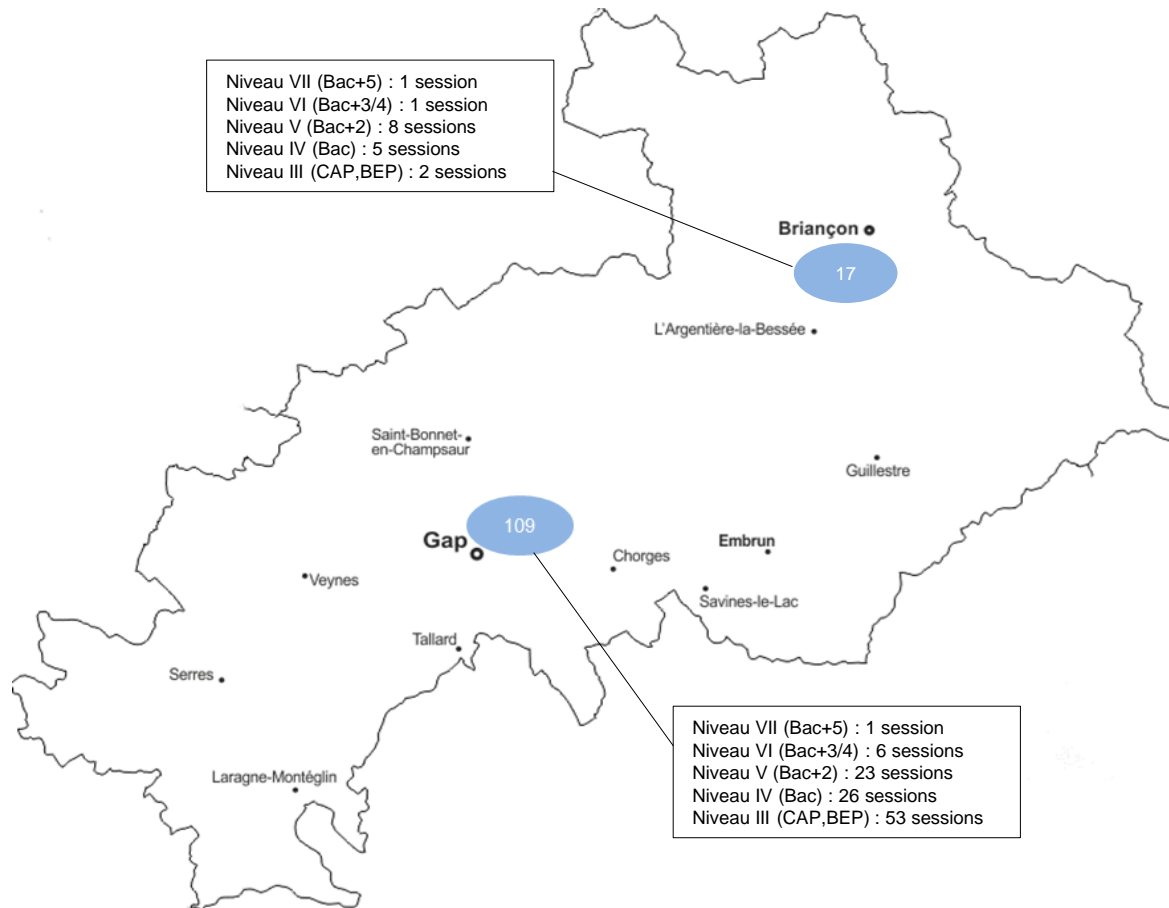 Niveau VII (Bac+5) : 1 session
Niveau VI (Bac+3/4) : 1 session
Niveau V (Bac+2) : 8 sessions
Niveau IV (Bac) : 5 sessions
Niveau III (CAP,BEP) : 2 sessions
Briançon
17
L'Argentière-la-Bessée
Saint-Bonnet-
en-Champsaur
Guillestre
109
Gap
Embrun
Chorges
Veynes
Savines-le-Lac
Tallard
Serres
Niveau VII (Bac+5) : 1 session
Niveau VI (Bac+3/4) : 6 sessions
Niveau V (Bac+2) : 23 sessions
Niveau IV (Bac) : 26 sessions
Niveau III (CAP,BEP) : 53 sessions
Laragne-Montéglin